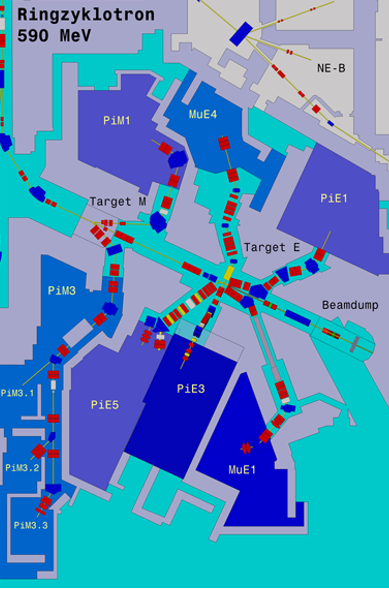 Ringzyklotron
590 MeV
NE-B
PiM1
MuE4
Target M
PiE1
Target E
PiM3
Beamdump
PiM3.1
PiE5
PiE3
PiM3.2
MuE1
PiM3.3